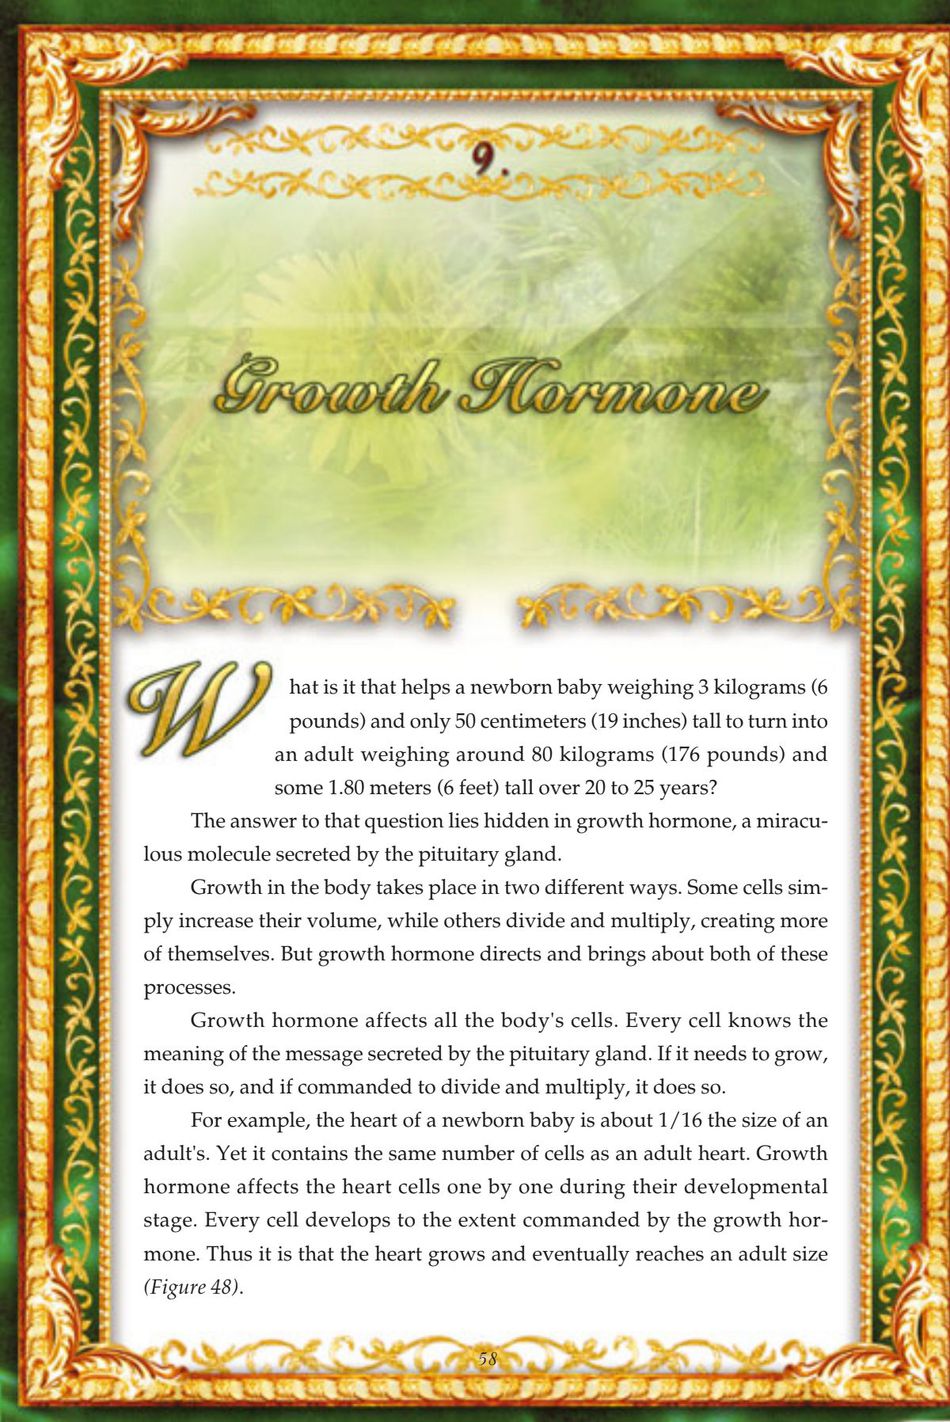 9.
Growth Hormone
What is it that helps a newborn baby weighing 3 kilograms (6
pounds) and only 50 centimeters (19 inches) tall to turn into
an adult weighing around 80 kilograms (176 pounds) and
some 1.80 meters (6 feet) tall over 20 to 25 years?
The answer to that question lies hidden in growth hormone, a miracu-
lous molecule secreted by the pituitary gland.
Growth in the body takes place in two different ways. Some cells sim-
ply increase their volume, while others divide and multiply, creating more
of themselves. But growth hormone directs and brings about both of these
processes.
Growth hormone affects all the body's cells. Every cell knows the
meaning of the message secreted by the pituitary gland. If it needs to grow,
it does so, and if commanded to divide and multiply, it does so.
For example, the heart of a newborn baby is about 1/16 the size of an
adult's. Yet it contains the same number of cells as an adult heart. Growth
hormone affects the heart cells one by one during their developmental
stage. Every cell develops to the extent commanded by the growth hor-
mone. Thus it is that the heart grows and eventually reaches an adult size
(Figure 48).
58